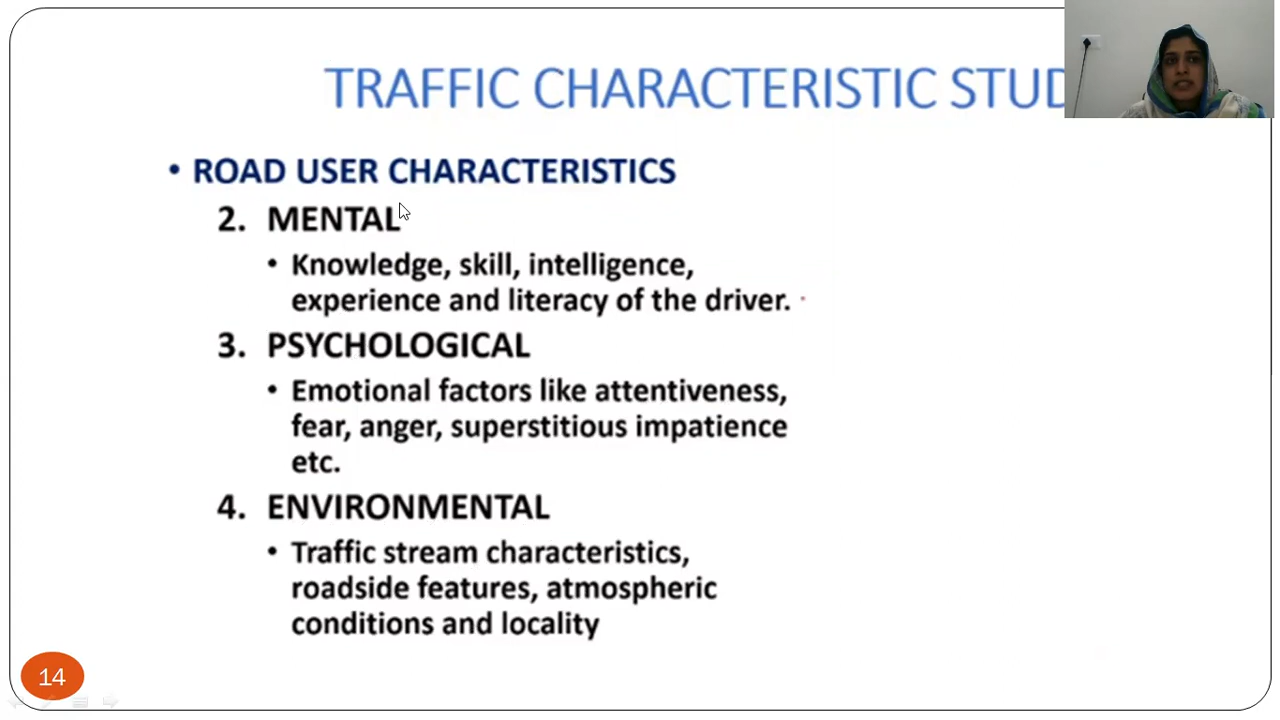 TRAFFIC CHARACTERISTIC STUD
• ROAD USER CHARACTERISTICS
2. MENTAL
• Knowledge, skill, intelligence,
experience and literacy of the driver.
3. PSYCHOLOGICAL
• Emotional factors like attentiveness,
fear, anger, superstitious impatience
etc.
4. ENVIRONMENTAL
• Traffic stream characteristics,
roadside features, atmospheric
conditions and locality
14